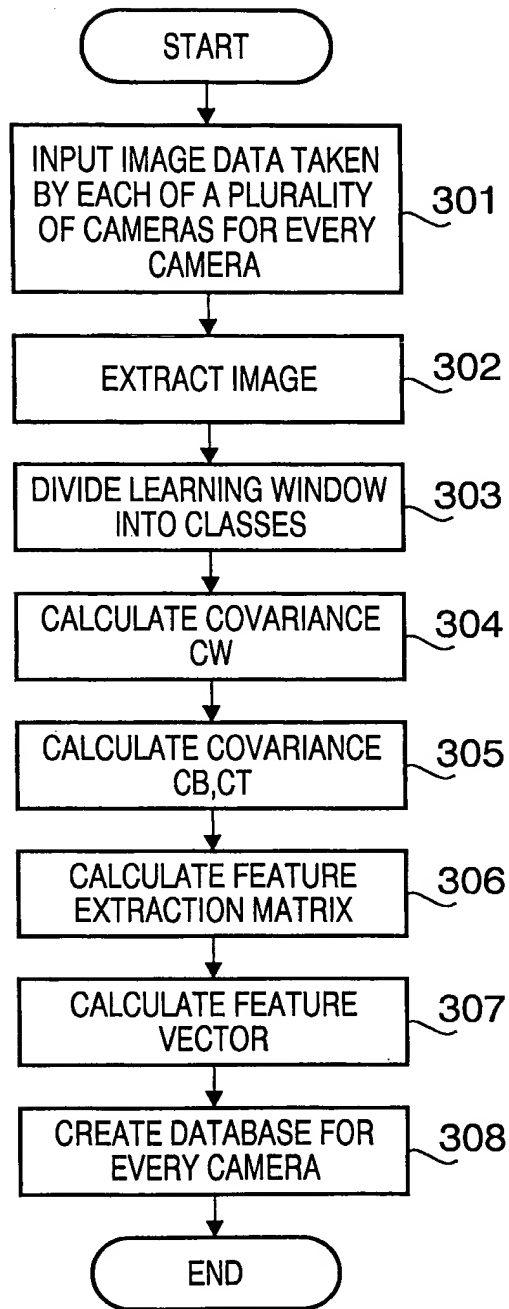 START
INPUT IMAGE DATA TAKEN
BY EACH OF A PLURALITY
OF CAMERAS FOR EVERY
CAMERA
301
EXTRACT IMAGE
302
DIVIDE LEARNING WINDOW
INTO CLASSES
303
CALCULATE COVARIANCE
CW
304
CALCULATE COVARIANCE
CB,CT
305
CALCULATE FEATURE
EXTRACTION MATRIX
306
CALCULATE FEATURE
VECTOR
307
CREATE DATABASE FOR
EVERY CAMERA
308
END